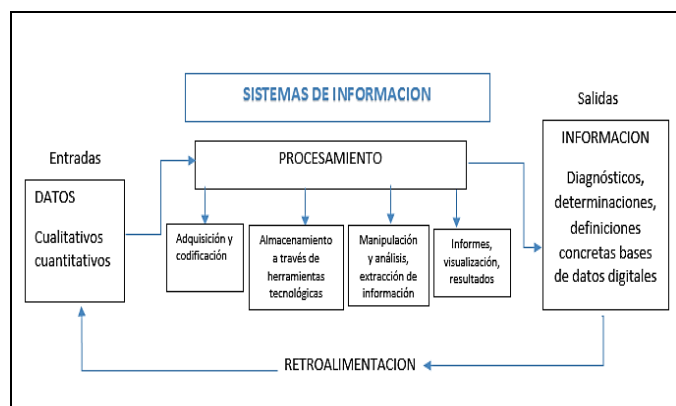 SISTEMAS DE INFORMACION
Entradas
DATOS
Cualitativos
cuantitativos
PROCESAMIENTO
Adquisición y
codificación
Almacenamiento
a través de
herramientas
tecnológicas
Manipulación
y análisis,
extracción de
información
Informes,
visualización,
resultados
Salidas
INFORMACION
Diagnósticos,
determinaciones,
definiciones
concretas bases
de datos digitales
RETROALIMENTACION